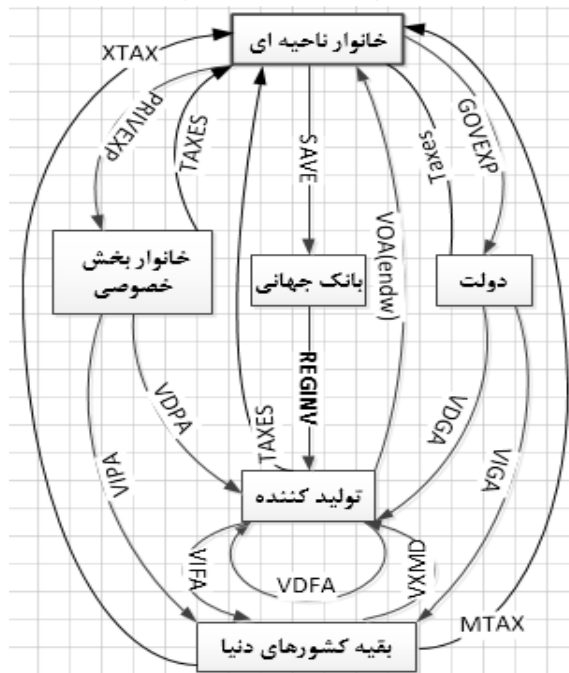 خانوار ناحیه ای
XTAX
PRIVEXP
TAXES
SAVE
Taxes
GOVEXP
VOA(endw)
خانوار بخش
خصوصی
بانک جهانی
دولت
REGINV
VDPA
TAXES
VDGA
VIPA
VIGA
تولید کننده
VIFA
VDFA
VXMD
MTAX
بقیه کشورهای دنیا